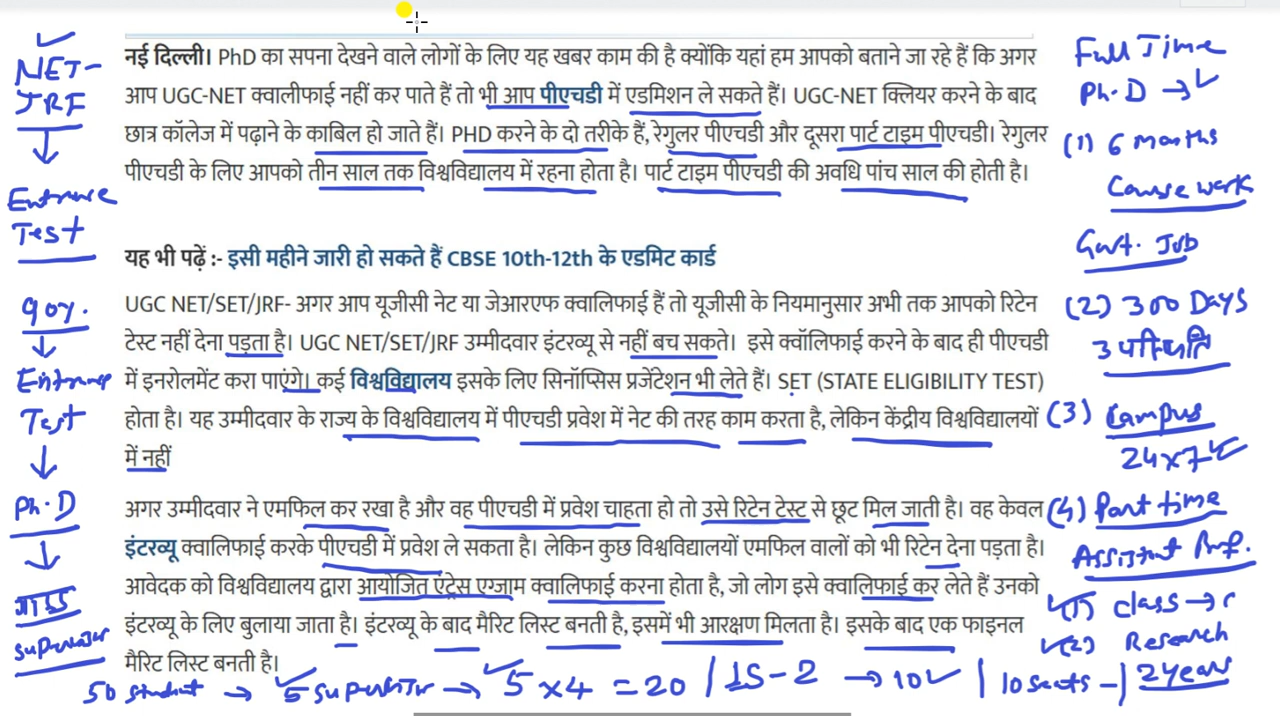 NET-
JRF
Entrance
Test
90%.
Entrance
Test
Ph.D
गाइड
supervisor
नई दिल्ली। PhD का सपना देखने वाले लोगों के लिए यह खबर काम की है क्योंकि यहां हम आपको बताने जा रहे हैं कि अगर
आप UGC-NET क्वालीफाई नहीं कर पाते हैं तो भी आप पीएचडी में एडमिशन ले सकते हैं। UGC-NET क्लियर करने के बाद
छात्र कॉलेज में पढ़ाने के काबिल हो जाते हैं। PHD करने के दो तरीके हैं, रेगुलर पीएचडी और दूसरा पार्ट टाइम पीएचडी। रेगुलर
पीएचडी के लिए आपको तीन साल तक विश्वविद्यालय में रहना होता है। पार्ट टाइम पीएचडी की अवधि पांच साल की होती है।
यह भी पढ़ें :- इसी महीने जारी हो सकते हैं CBSE 10th-12th के एडमिट कार्ड
UGC NET/SET/JRF- अगर आप यूजीसी नेट या जेआरएफ क्वालिफाई हैं तो यूजीसी के नियमानुसार अभी तक आपको रिटेन
टेस्ट नहीं देना पड़ता है। UGC NET/SET/JRF उम्मीदवार इंटरव्यू से नहीं बच सकते। इसे क्वॉलिफाई करने के बाद ही पीएचडी
में इनरोलमेंट करा पाएंगे। कई विश्वविद्यालय इसके लिए सिनॉप्सिस प्रजेंटेशन भी लेते हैं। SET (STATE ELIGIBILITY TEST)
होता है। यह उम्मीदवार के राज्य के विश्वविद्यालय में पीएचडी प्रवेश में नेट की तरह काम करता है, लेकिन केंद्रीय विश्वविद्यालयों
में नहीं
अगर उम्मीदवार ने एमफिल कर रखा है और वह पीएचडी में प्रवेश चाहता हो तो उसे रिटेन टेस्ट से छूट मिल जाती है। वह केवल
इंटरव्यू क्वालिफाई करके पीएचडी में प्रवेश ले सकता है। लेकिन कुछ विश्वविद्यालयों एमफिल वालों को भी रिटेन देना पड़ता है।
आवेदक को विश्वविद्यालय द्वारा आयोजित एंट्रेस एग्जाम क्वालिफाई करना होता है, जो लोग इसे क्वालिफाई कर लेते हैं उनको
इंटरव्यू के लिए बुलाया जाता है। इंटरव्यू के बाद मैरिट लिस्ट बनती है, इसमें भी आरक्षण मिलता है। इसके बाद एक फाइनल
मैरिट लिस्ट बनती है।
Full Time
Ph.D →
(1) 6 months
Course work
Govt. Job
(2) 300 Days
3
(3) Campus
24x7
(4) Part time
Assistant Prof.
(1) Class →
(2) Research
50 student → 5 supervisor → 5 x 4 = 20 / 15 - 2 → 10 | 10 seats - | 2 years